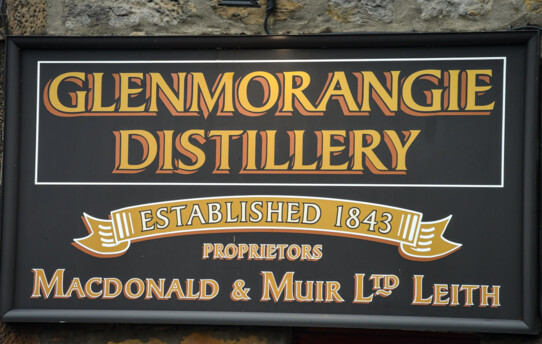 GLENMORANGIE
DISTILLERY
ESTABLISHED 1843
PROPRIETORS
MACDONALD & MUIR LTD LEITH